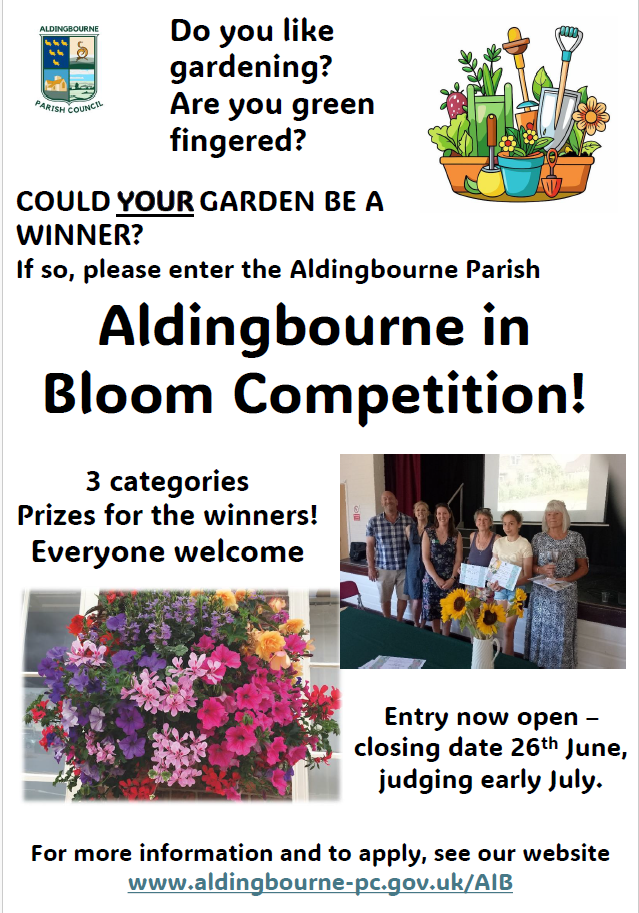 ALDINGBOURNE
PARISH COUNCIL
Do you like
gardening?
Are you green
fingered?
COULD YOUR GARDEN BE A
WINNER?
If so, please enter the Aldingbourne Parish
Aldingbourne in
Bloom Competition!
3 categories
Prizes for the winners!
Everyone welcome
Entry now open –
closing date 26th June,
judging early July.
For more information and to apply, see our website
www.aldingbourne-pc.gov.uk/AIB